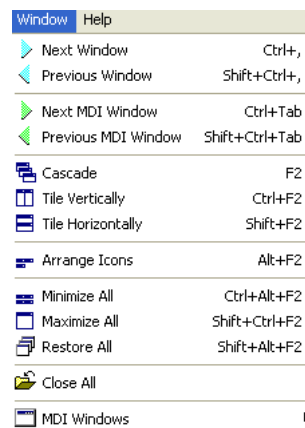 Window Help
Next Window Ctrl+,
Previous Window Shift+Ctrl+,
Next MDI Window Ctrl+Tab
Previous MDI Window Shift+Ctrl+Tab
Cascade F2
Tile Vertically Ctrl+F2
Tile Horizontally Shift+F2
Arrange Icons Alt+F2
Minimize All Ctrl+Alt+F2
Maximize All Shift+Ctrl+F2
Restore All Shift+Alt+F2
Close All
MDI Windows